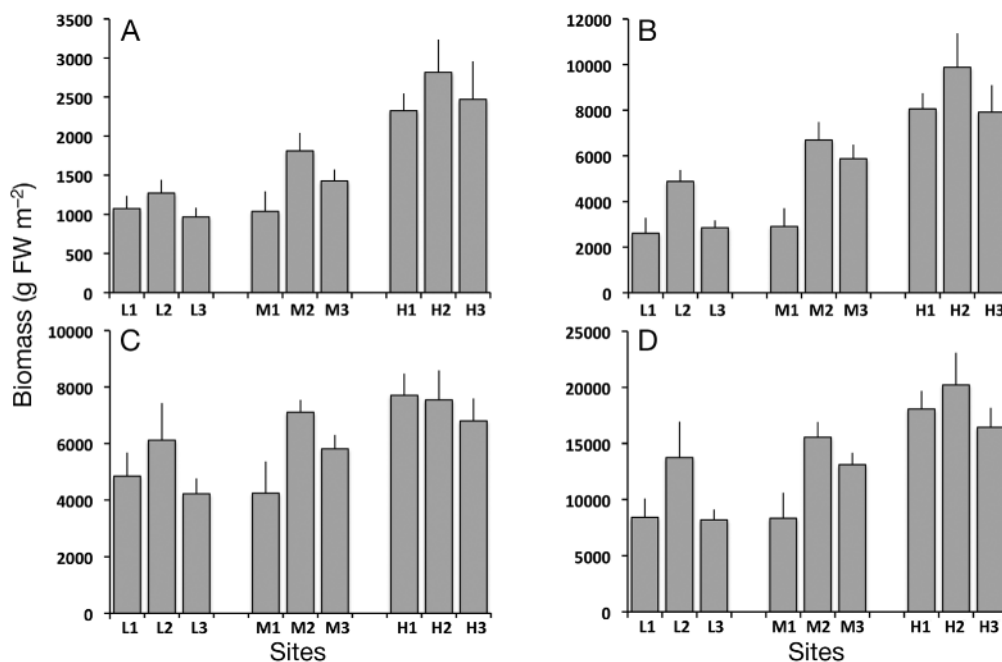 A
3500
3000
2500
2000
1500
1000
500
0
L1 L2 L3 M1 M2 M3 H1 H2 H3
B
12000
10000
8000
6000
4000
2000
0
L1 L2 L3 M1 M2 M3 H1 H2 H3
C
10000
8000
6000
4000
2000
0
L1 L2 L3 M1 M2 M3 H1 H2 H3
Sites
D
25000
20000
15000
10000
5000
0
L1 L2 L3 M1 M2 M3 H1 H2 H3
Sites
Biomass (g FW m⁻²)